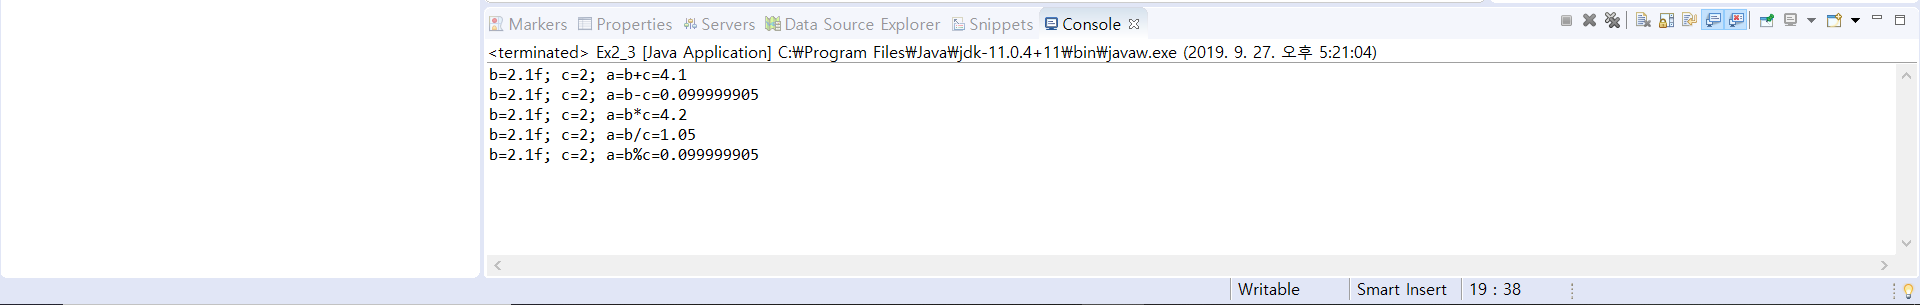 Markers Properties Servers Data Source Explorer Snippets Console
<terminated> Ex2_3 [Java Application] C:₩Program Files₩Java₩jdk-11.0.4+11₩bin₩javaw.exe (2019. 9. 27. 오후 5:21:04)
b=2.1f; c=2; a=b+c=4.1
b=2.1f; c=2; a=b-c=0.099999905
b=2.1f; c=2; a=b*c=4.2
b=2.1f; c=2; a=b/c=1.05
b=2.1f; c=2; a=b%c=0.099999905
Writable Smart Insert 19 : 38